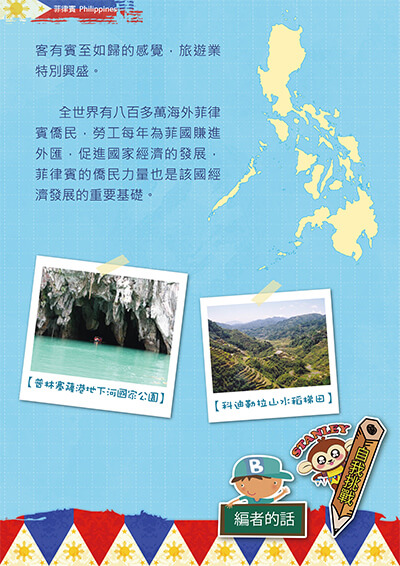 菲律賓 Philippines
客有賓至如歸的感覺，旅遊業
特別興盛。
全世界有八百多萬海外菲律
賓僑民，勞工每年為菲國賺進
外匯，促進國家經濟的發展，
菲律賓的僑民力量也是該國經
濟發展的重要基礎。
【普林塞薩港地下河國家公園】
【科迪勒拉山水稻梯田】
STANLEY
自我挑戰
B
編者的話